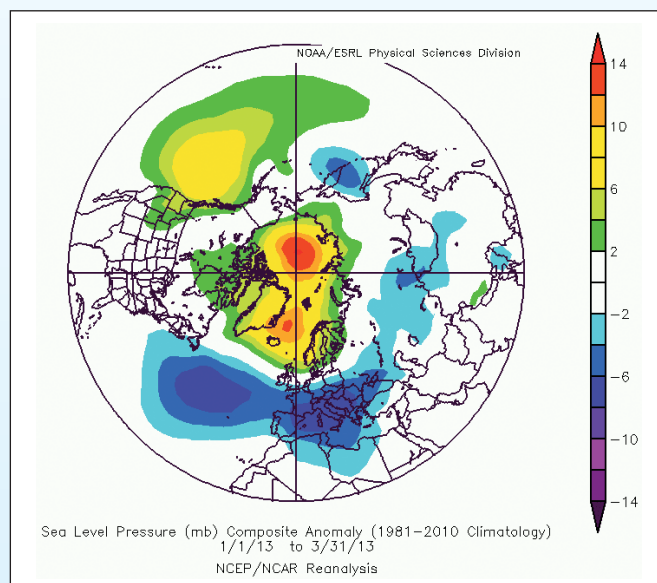 NOAA/ESRL Physical Sciences Division
14
10
6
2
-2
-6
-10
-14
Sea Level Pressure (mb) Composite Anomaly (1981-2010 Climatology)
1/1/13 to 3/31/13
NCEP/NCAR Reanalysis